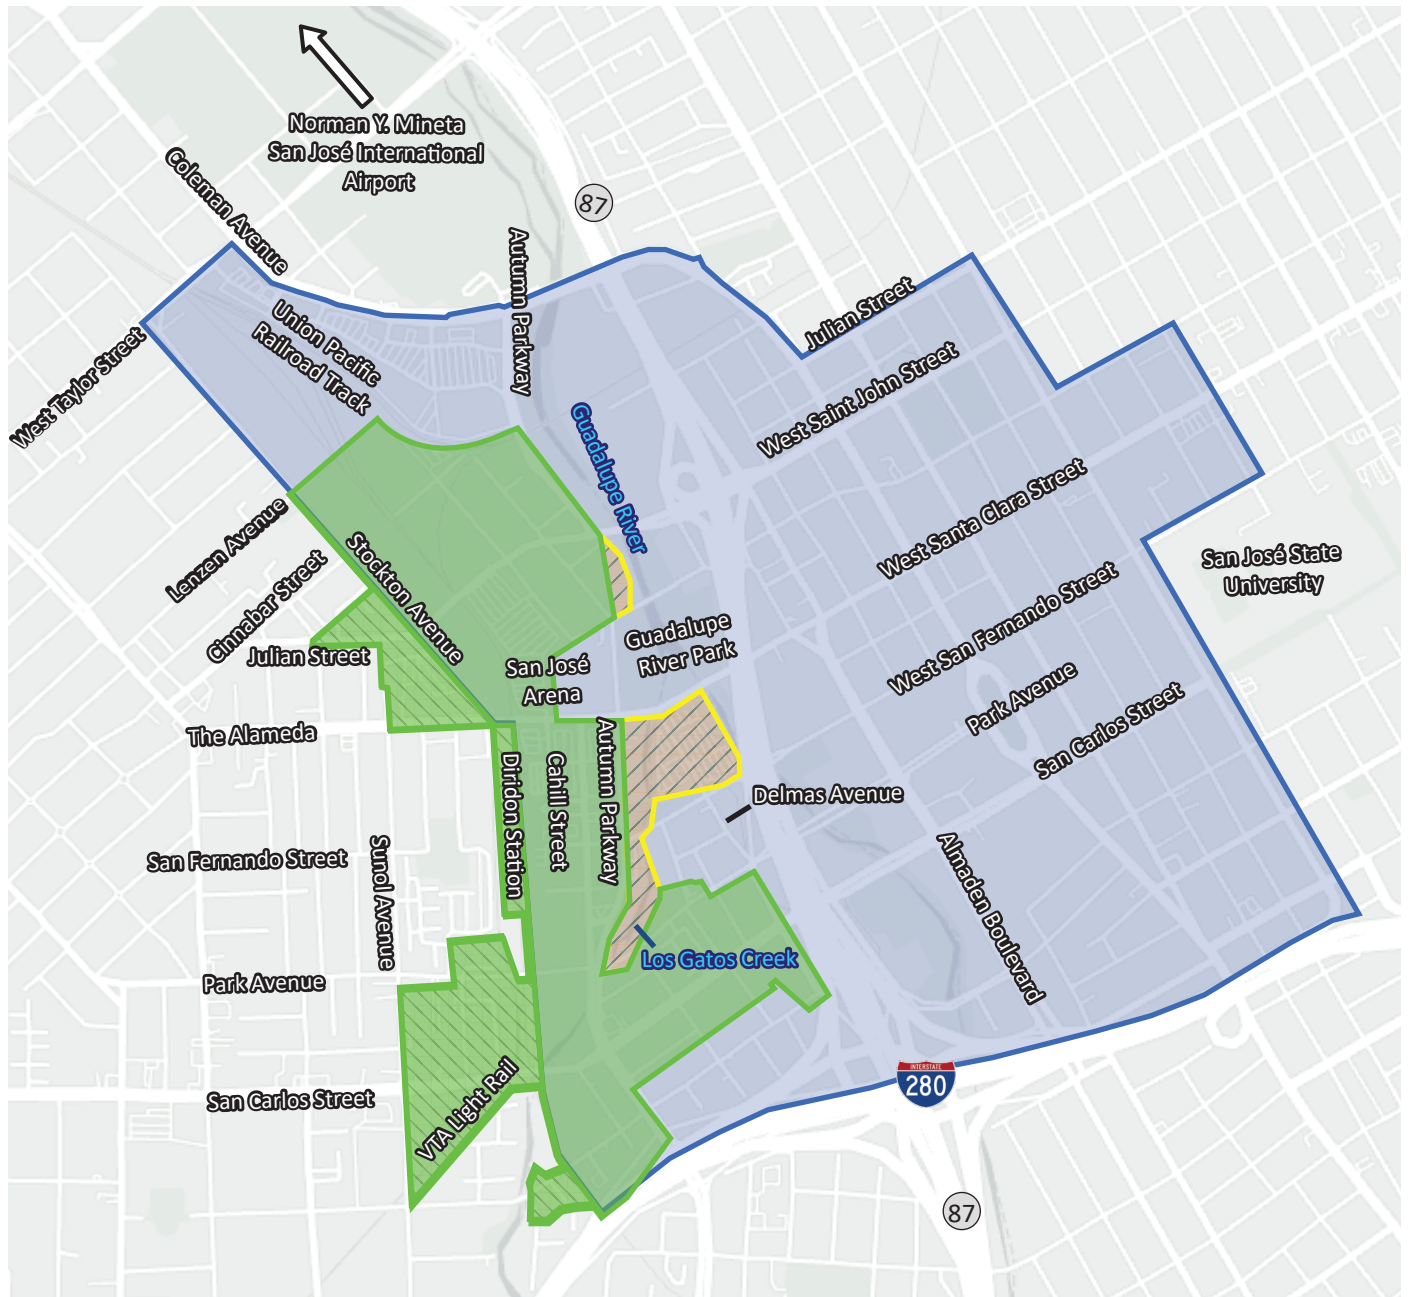 Norman Y. Mineta
San José International
Airport
87
Coleman Avenue
Autumn Parkway
Union Pacific
Railroad Track
West Taylor Street
Julian Street
West Saint John Street
Guadalupe River
West Santa Clara Street
San José State
University
Lenzen Avenue
Stockton Avenue
Cinnabar Street
Julian Street
West San Fernando Street
Guadalupe
River Park
San José
Arena
Park Avenue
San Carlos Street
The Alameda
Diridon Station
Cahill Street
Autumn Parkway
Delmas Avenue
San Fernando Street
Sunol Avenue
Almaden Boulevard
Los Gatos Creek
Park Avenue
San Carlos Street
VTA Light Rail
INTERSTATE
280
87